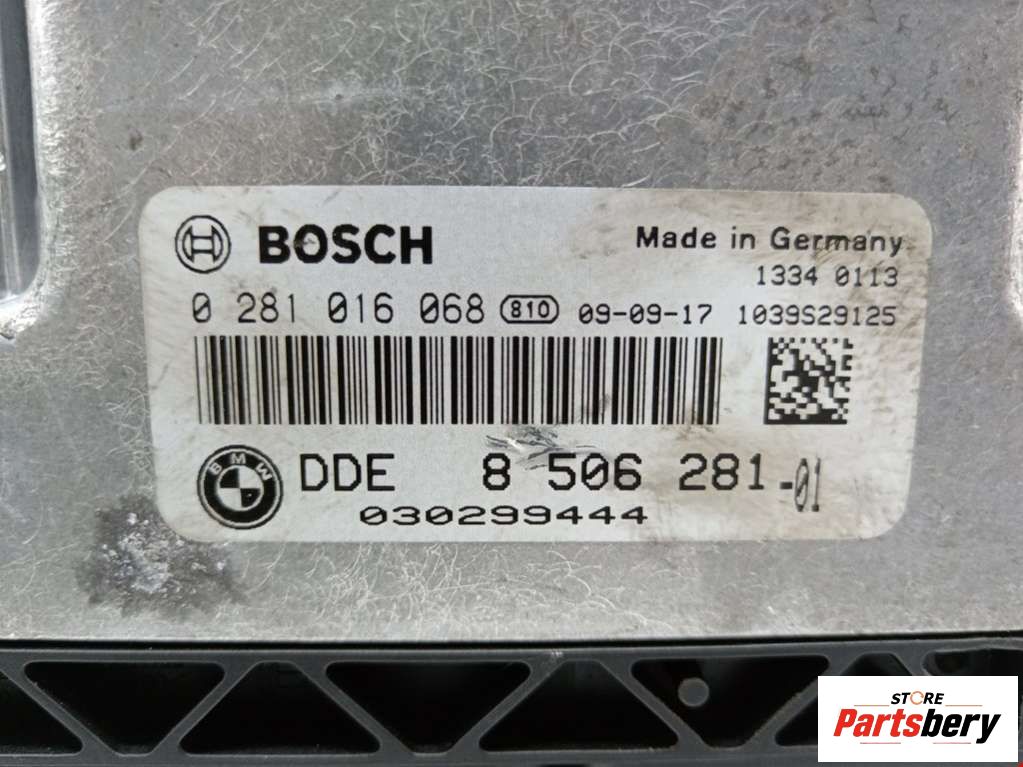 BOSCH
Made in Germany
1334 0113
0 281 016 068 810 09-09-17 1039S29125
BMW
DDE 8 506 281-01
030299444
STORE
Partsbery